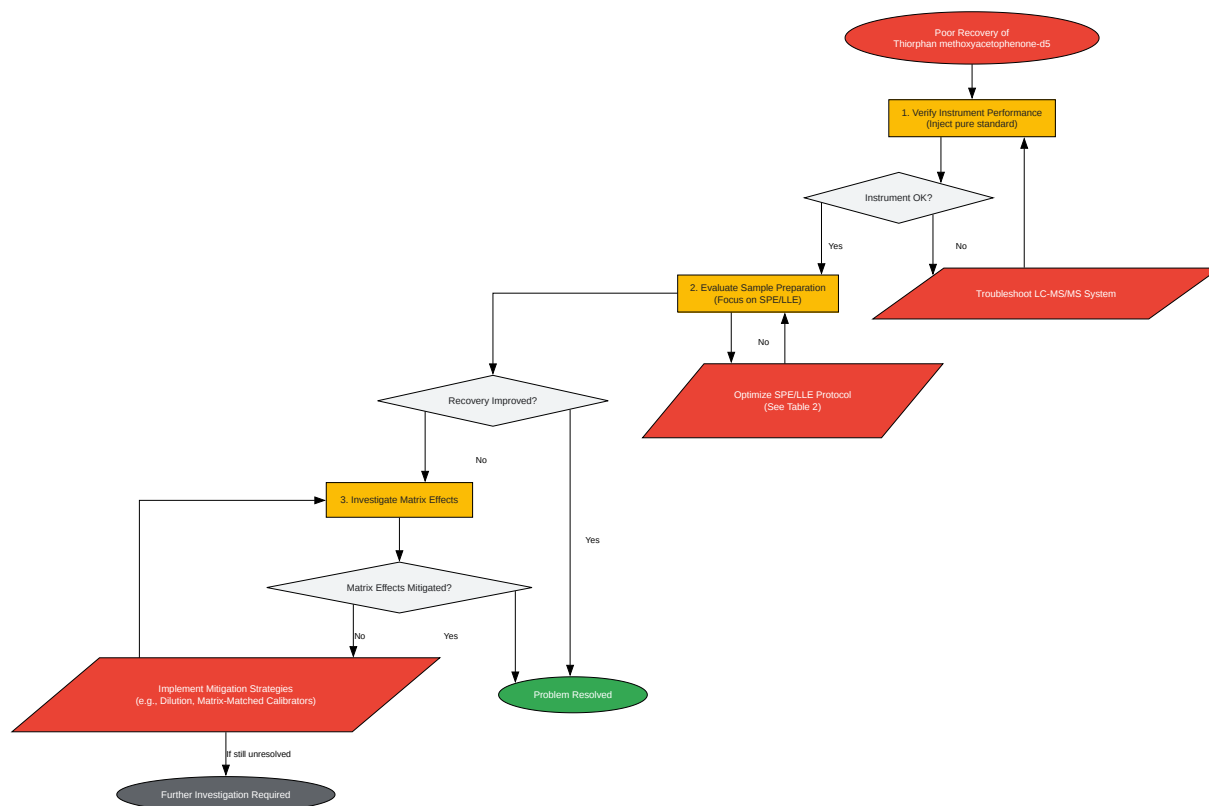 Poor Recovery of
Thiorphan methoxyacetophenone-d5
1. Verify Instrument Performance
(Inject pure standard)
Instrument OK?
Yes
No
2. Evaluate Sample Preparation
(Focus on SPE/LLE)
Troubleshoot LC-MS/MS System
No
Optimize SPE/LLE Protocol
(See Table 2)
Recovery Improved?
No
3. Investigate Matrix Effects
Yes
Matrix Effects Mitigated?
No
Yes
Implement Mitigation Strategies
(e.g., Dilution, Matrix-Matched Calibrators)
Problem Resolved
If still unresolved
Further Investigation Required